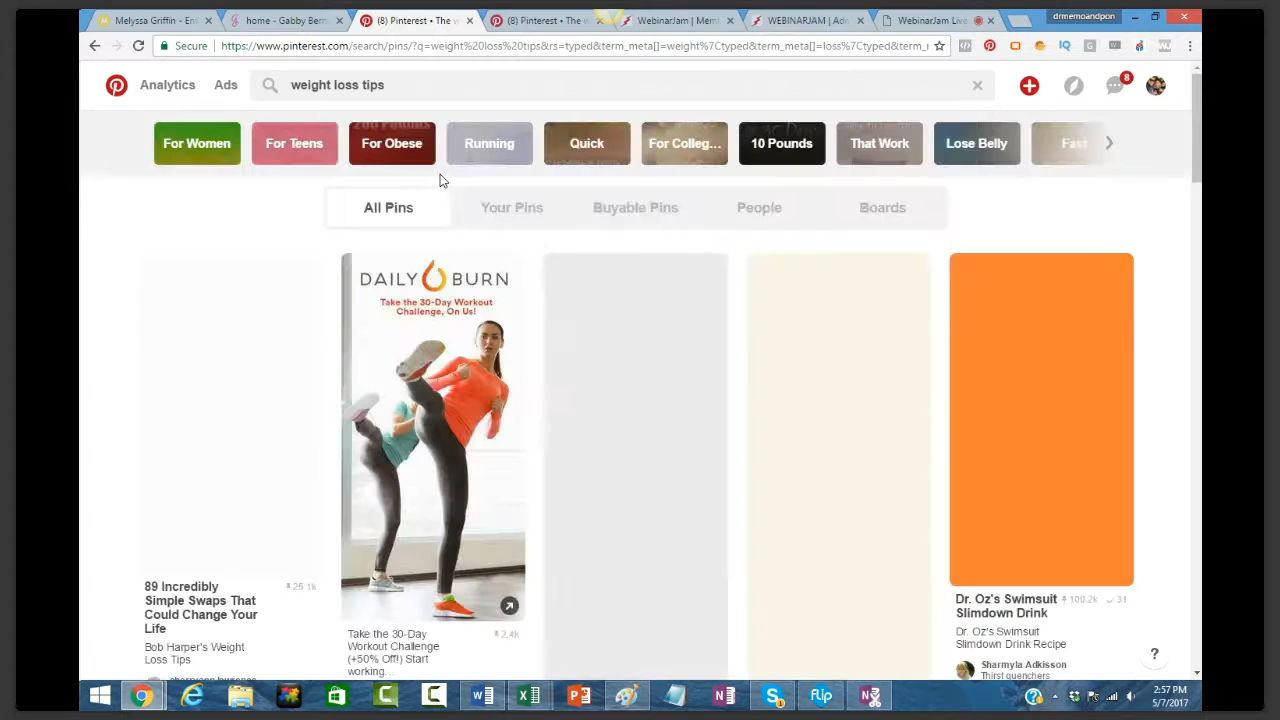 Melyssa Griffin - En
home - Gabby Bern
(8) Pinterest • The w
(8) Pinterest • The w
WebinarJam | Mem
WEBINARJAM | Ad
WebinarJam Live
drmemoandpon
Secure
https://www.pinterest.com/search/pins/?q=weight%20loss%20tips&rs=typed&term_meta[]=weight%7Ctyped&term_meta[]=loss%7Ctyped&term_r
IQ
G
WJ
Analytics
Ads
weight loss tips
8
For Women
For Teens
For Obese
Running
Quick
For Colleg...
10 Pounds
That Work
Lose Belly
Fast
All Pins
Your Pins
Buyable Pins
People
Boards
DAILY BURN
Take the 30-Day Workout
Challenge, On Us!
89 Incredibly
Simple Swaps That
Could Change Your
Life
25.1k
Bob Harper's Weight
Loss Tips
Take the 30-Day
Workout Challenge
(+50% Off!) Start
working...
2.4k
Dr. Oz's Swimsuit
Slimdown Drink
100.2k
31
Dr. Oz's Swimsuit
Slimdown Drink Recipe
Sharmyla Adkisson
Thirst quenchers
?
2:57 PM
5/7/2017